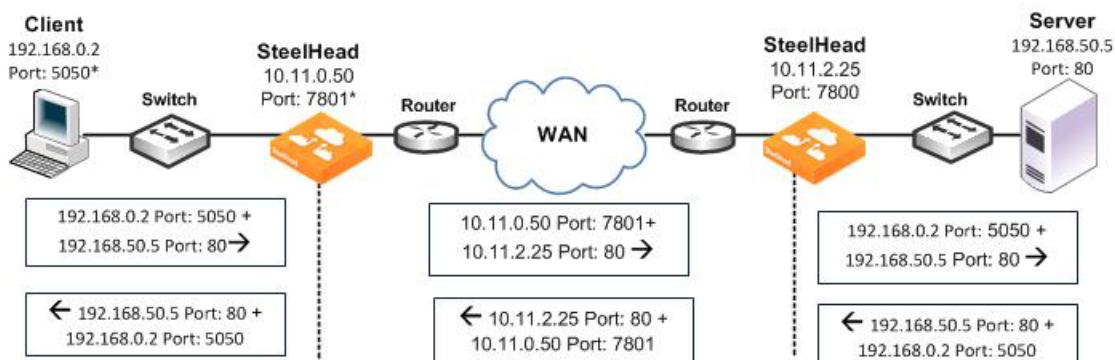 Client
192.168.0.2
Port: 5050*
Switch
SteelHead
10.11.0.50
Port: 7801*
Router
WAN
Router
SteelHead
10.11.2.25
Port: 7800
Switch
Server
192.168.50.5
Port: 80
192.168.0.2 Port: 5050 +
192.168.50.5 Port: 80→
← 192.168.50.5 Port: 80 +
192.168.0.2 Port: 5050
10.11.0.50 Port: 7801+
10.11.2.25 Port: 80 →
← 10.11.2.25 Port: 80 +
10.11.0.50 Port: 7801
192.168.0.2 Port: 5050 +
192.168.50.5 Port: 80 →
← 192.168.50.5 Port: 80 +
192.168.0.2 Port: 5050